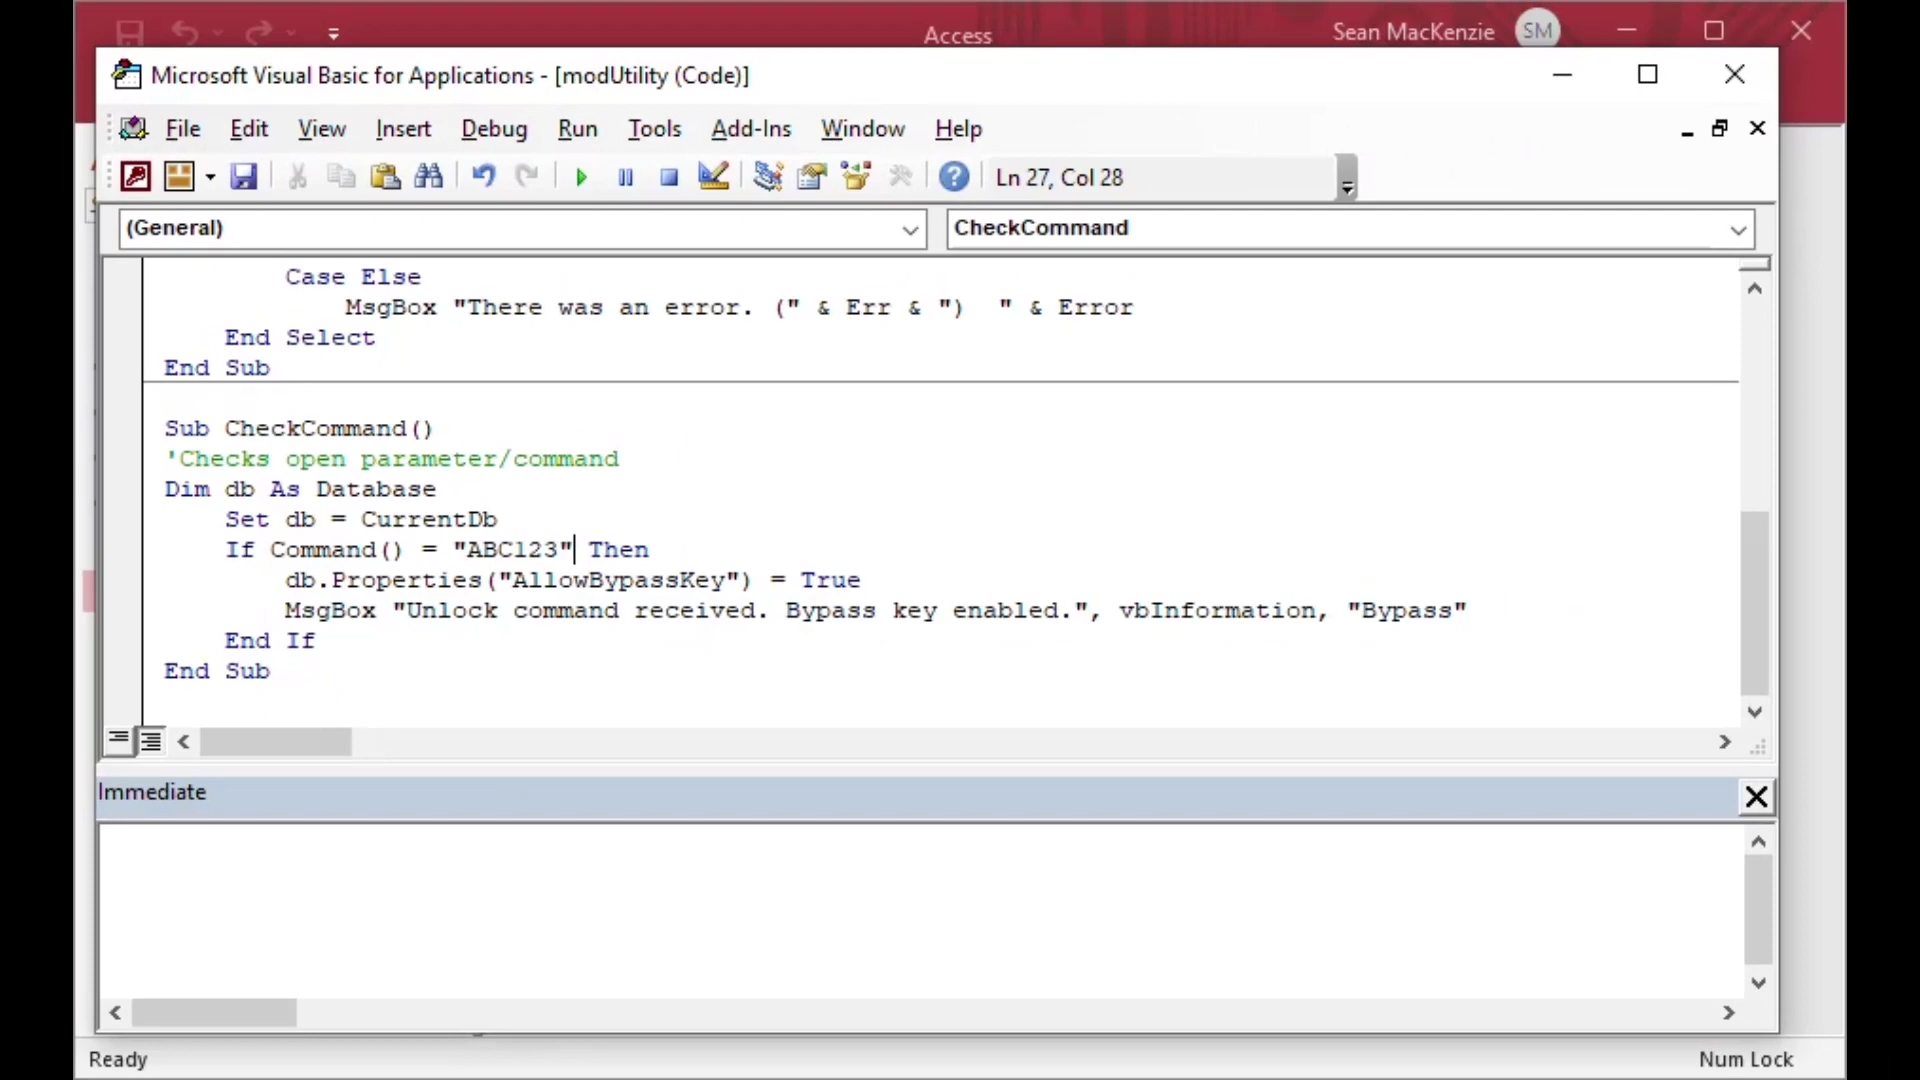 Access
Sean MacKenzie
SM
Microsoft Visual Basic for Applications - [modUtility (Code)]
File Edit View Insert Debug Run Tools Add-Ins Window Help
Ln 27, Col 28
(General)
CheckCommand
Case Else
MsgBox "There was an error. (" & Err & ")  " & Error
End Select
End Sub
Sub CheckCommand()
'Checks open parameter/command
Dim db As Database
Set db = CurrentDb
If Command() = "ABC123" Then
db.Properties("AllowBypassKey") = True
MsgBox "Unlock command received. Bypass key enabled.", vbInformation, "Bypass"
End If
End Sub
Immediate
Ready
Num Lock